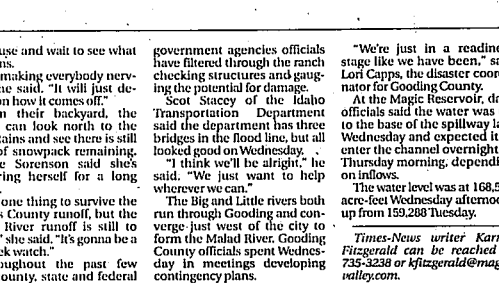 use and wait to see what
ns.
making everybody nerv-
he said. "It will just de-
on how it comes off."
n their backyard, the
can look north to the
tains and see there is still
of snowpack remaining.
e Sorenson said she's
ring herself for a long
one thing to survive the
s County runoff, but the
River runoff is still to
" she said. "It's gonna be a
ek watch."
oughout the past few
ounty, state and federal
government agencies officials
have filtered through the ranch
checking structures and gaug-
ing the potential for damage.
Scot Stacey of the Idaho
Transportation Department
said the department has three
bridges in the flood line, but all
looked good on Wednesday.
"I think we'll be alright," he
said. "We just want to help
wherever we can."
The Big and Little rivers both
run through Gooding and con-
verge just west of the city to
form the Malad River. Gooding
County officials spent Wednes-
day in meetings developing
contingency plans.
"We're just in a readine
stage like we have been," sa
Lori Capps, the disaster coor
nator for Gooding County.
At the Magic Reservoir, d
officials said the water was
to the base of the spillway la
Wednesday and expected it
enter the channel overnight
Thursday morning, dependi
on inflows.
The water level was at 168,5
acre-feet Wednesday afternoo
up from 159,288 Tuesday.
Times-News writer Karr
Fitzgerald can be reached
735-3238 or kfitzgerald@mag
valley.com.